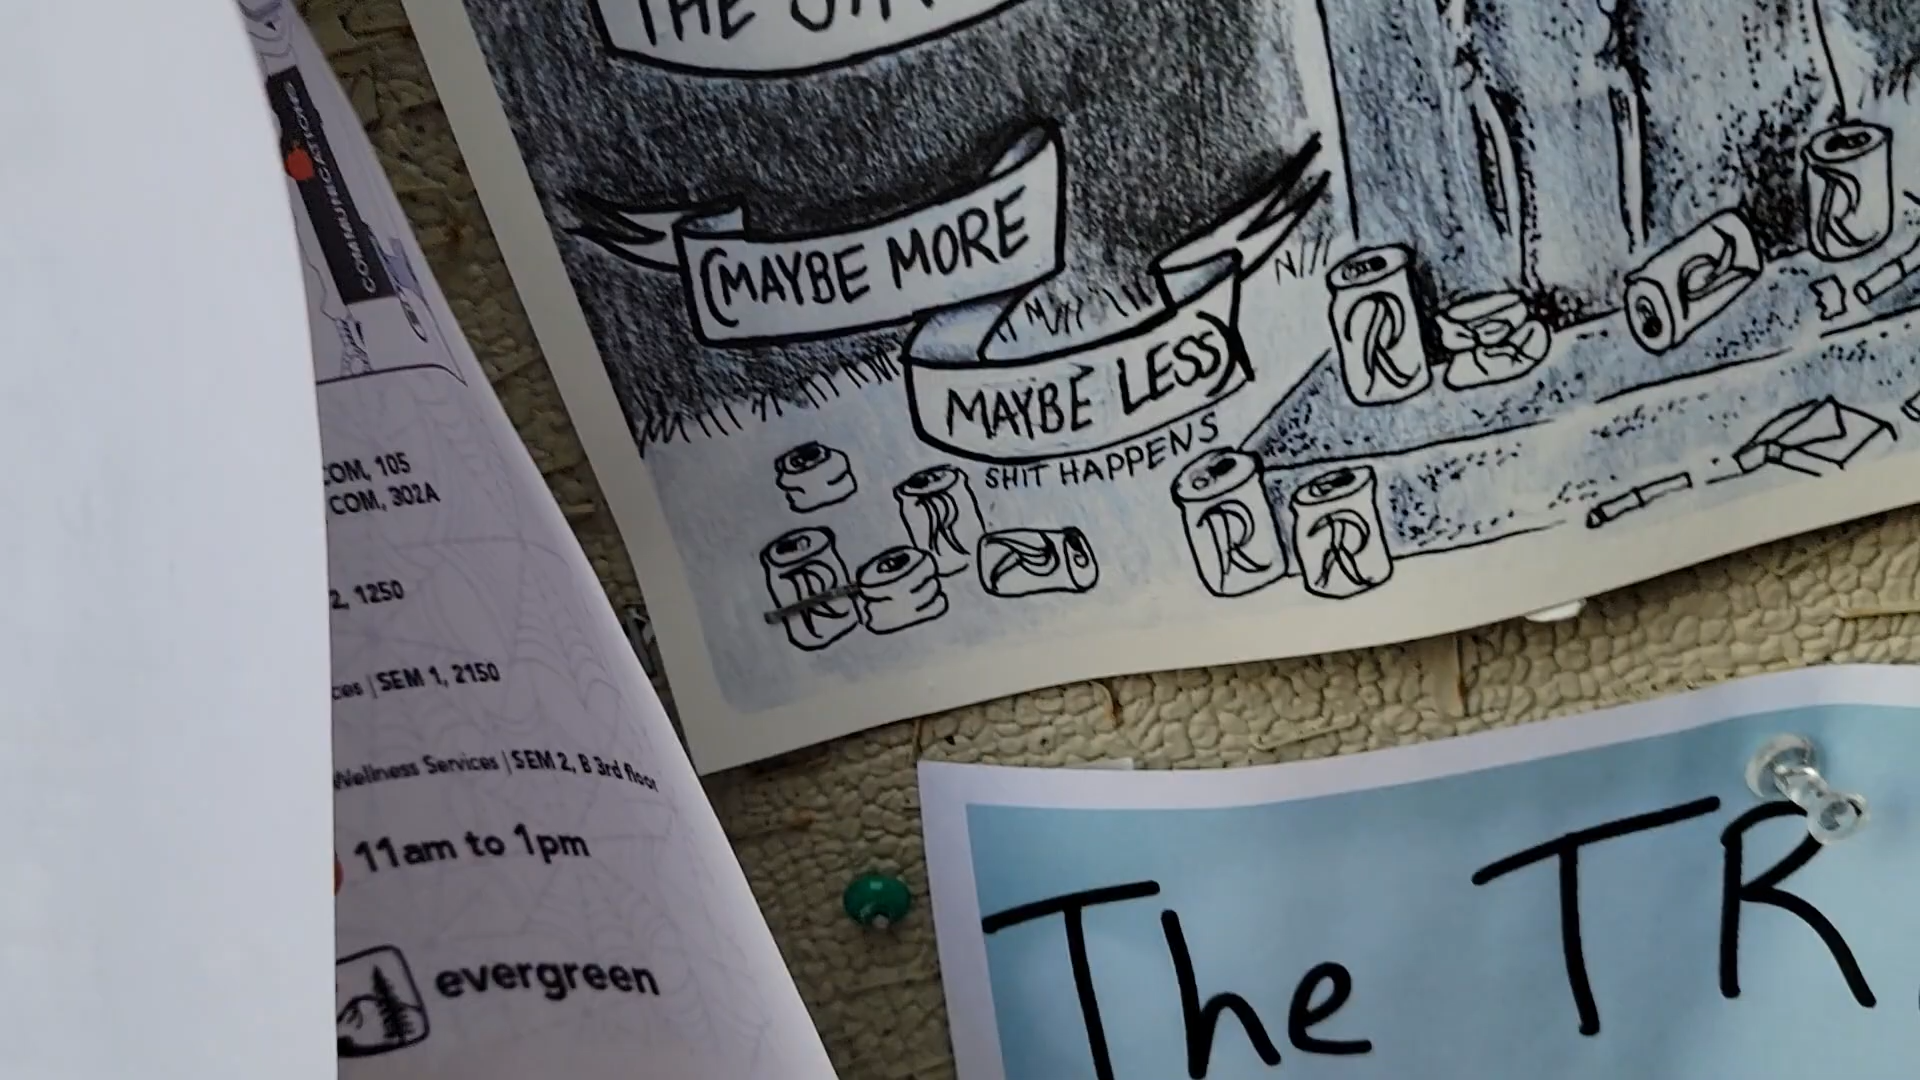 COMMUNICATIONS
COM, 105
COM, 302A
2, 1250
SEM 1, 2150
Wellness Services | SEM 2, B 3rd floor
11am to 1pm
evergreen
THE
(MAYBE MORE
MAYBE LESS)
SHIT HAPPENS
R
R
R
R
R
R
R
R
The TR